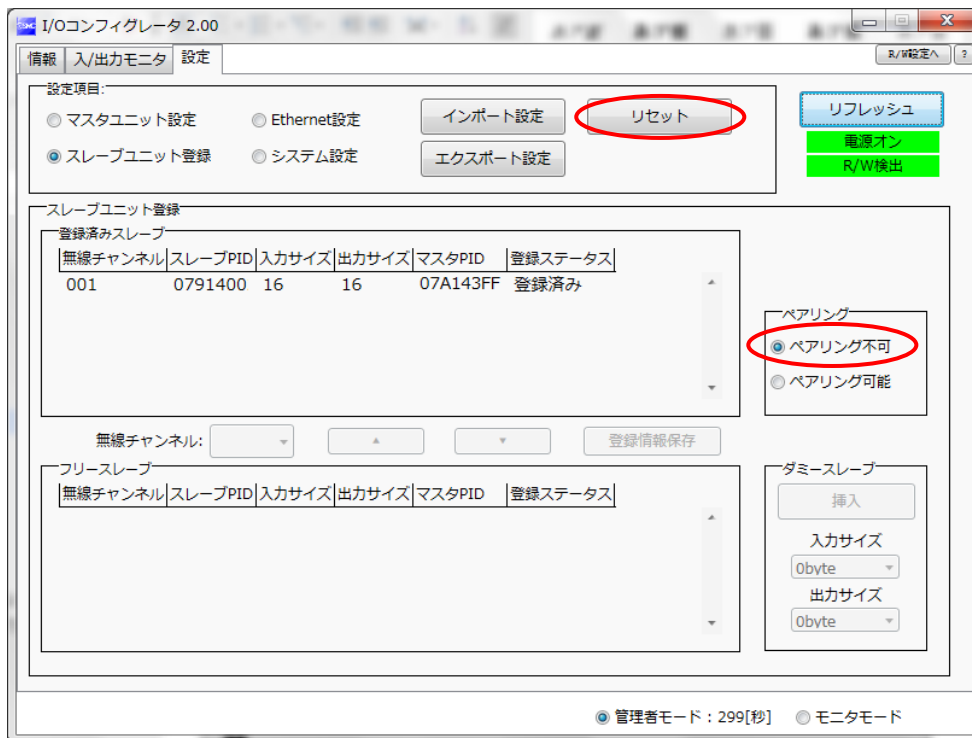 I/Oコンフィグレータ 2.00
情報 入/出力モニタ 設定 R/W設定へ ?
設定項目:
マスタユニット設定 Ethernet設定 インポート設定 リセット リフレッシュ
電源オン
スレーブユニット登録 システム設定 エクスポート設定 R/W検出
スレーブユニット登録
登録済みスレーブ
無線チャンネル スレーブPID 入力サイズ 出力サイズ マスタPID 登録ステータス
001 0791400 16 16 07A143FF 登録済み
ペアリング
ペアリング不可
ペアリング可能
無線チャンネル: 登録情報保存
フリースレーブ
無線チャンネル スレーブPID 入力サイズ 出力サイズ マスタPID 登録ステータス
ダミースレーブ
挿入
入力サイズ
0byte
出力サイズ
0byte
管理者モード：299[秒] モニタモード